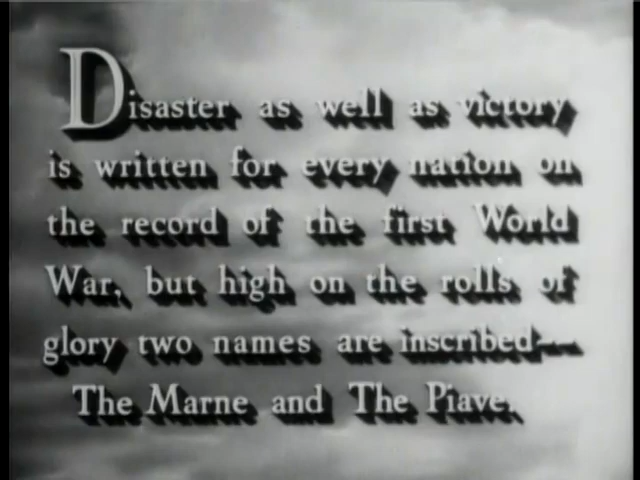 Disaster as well as victory
is written for every nation on
the record of the first World
War, but high on the rolls of
glory two names are inscribed—
The Marne and The Piave.